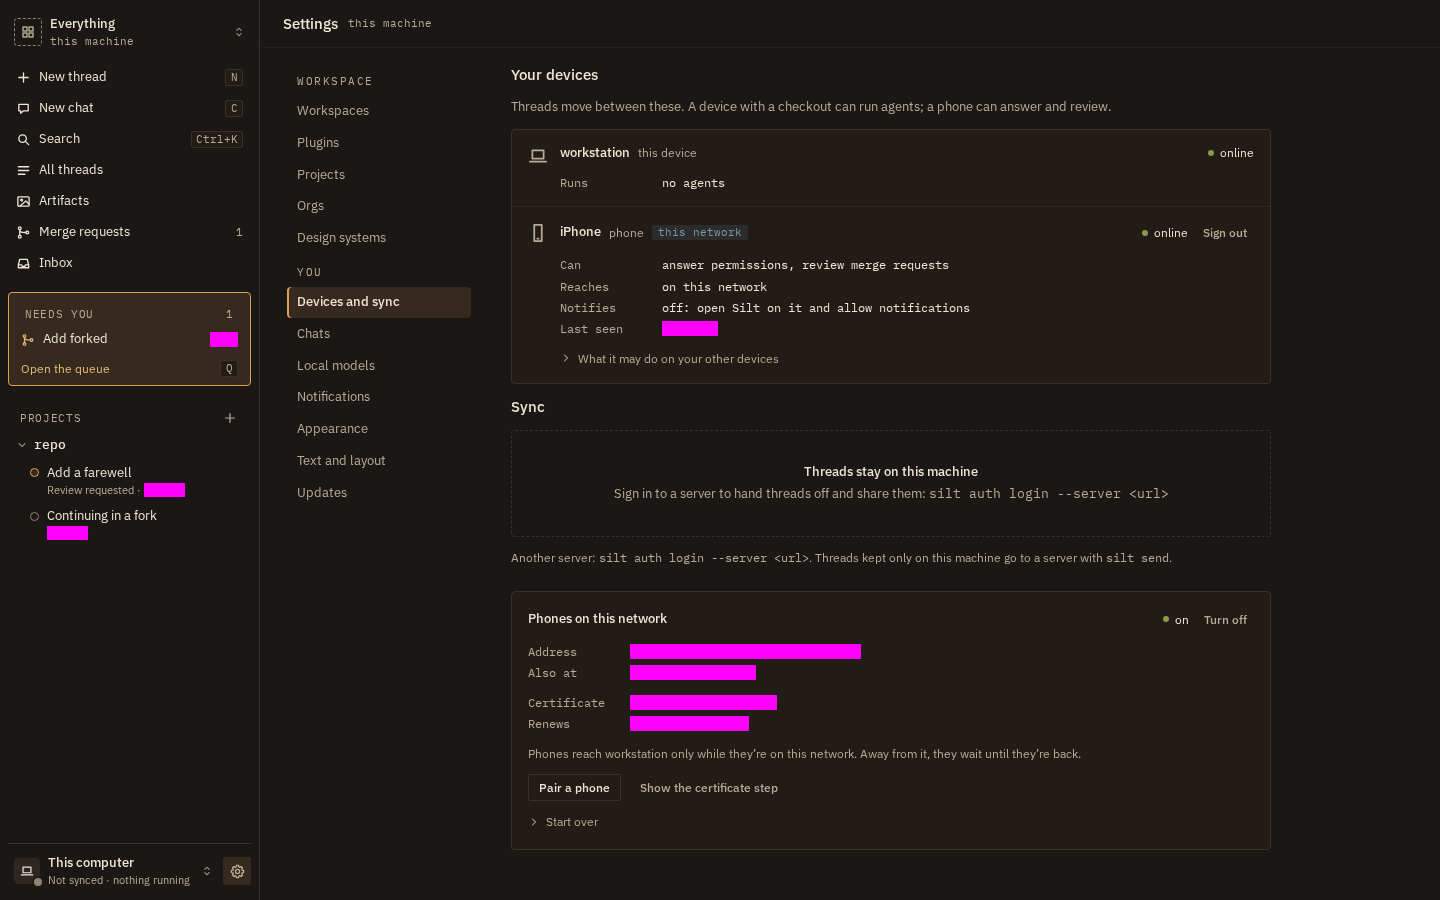 Everything
this machine
New thread N
New chat C
Search Ctrl+K
All threads
Artifacts
Merge requests 1
Inbox
NEEDS YOU 1
Add forked
Open the queue Q
PROJECTS
repo
Add a farewell
Review requested ·
Continuing in a fork
This computer
Not synced · nothing running
Settings this machine
WORKSPACE
Workspaces
Plugins
Projects
Orgs
Design systems
YOU
Devices and sync
Chats
Local models
Notifications
Appearance
Text and layout
Updates
Your devices
Threads move between these. A device with a checkout can run agents; a phone can answer and review.
workstation this device online
Runs no agents
iPhone phone this network online Sign out
Can answer permissions, review merge requests
Reaches on this network
Notifies off: open Silt on it and allow notifications
Last seen
What it may do on your other devices
Sync
Threads stay on this machine
Sign in to a server to hand threads off and share them: silt auth login --server <url>
Another server: silt auth login --server <url>. Threads kept only on this machine go to a server with silt send.
Phones on this network on Turn off
Address
Also at
Certificate
Renews
Phones reach workstation only while they’re on this network. Away from it, they wait until they’re back.
Pair a phone Show the certificate step
Start over